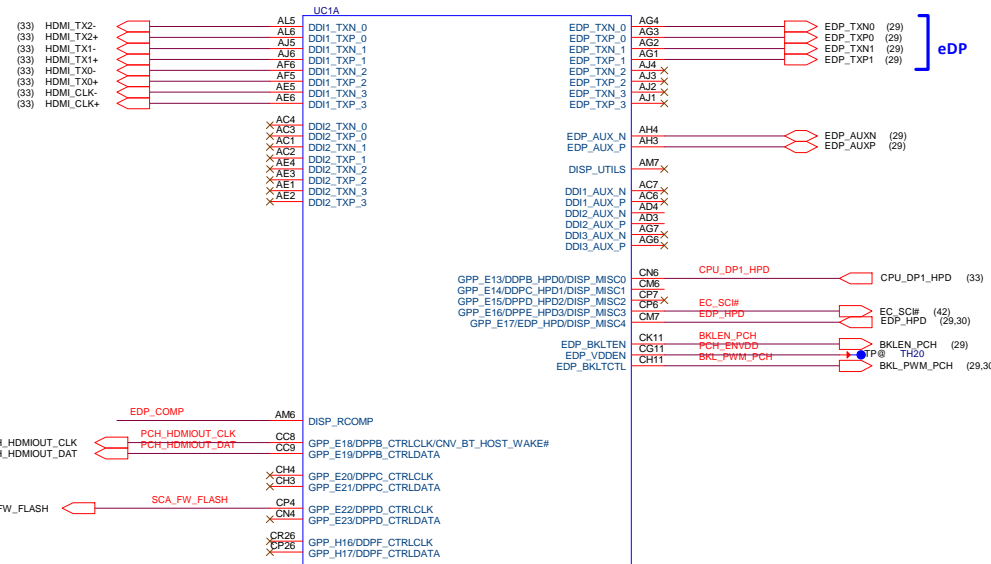 UC1A
(33) HDMI_TX2- AL5 DDI1_TXN_0 EDP_TXN_0 AG4 EDP_TXN0 (29)
(33) HDMI_TX2+ AL6 DDI1_TXP_0 EDP_TXP_0 AG3 EDP_TXP0 (29)
(33) HDMI_TX1- AJ5 DDI1_TXN_1 EDP_TXN_1 AG2 EDP_TXN1 (29)
(33) HDMI_TX1+ AJ6 DDI1_TXP_1 EDP_TXP_1 AG1 EDP_TXP1 (29)
eDP
(33) HDMI_TX0- AF6 DDI1_TXN_2 EDP_TXN_2 AJ4
(33) HDMI_TX0+ AF5 DDI1_TXP_2 EDP_TXP_2 AJ3
(33) HDMI_CLK- AE5 DDI1_TXN_3 EDP_TXN_3 AJ2
(33) HDMI_CLK+ AE6 DDI1_TXP_3 EDP_TXP_3 AJ1
AC4 DDI2_TXN_0
AC3 DDI2_TXP_0 EDP_AUX_N AH4 EDP_AUXN (29)
AC1 DDI2_TXN_1 EDP_AUX_P AH3 EDP_AUXP (29)
AC2 DDI2_TXP_1
AE4 DDI2_TXN_2 DISP_UTILS AM7
AE3 DDI2_TXP_2
AE1 DDI2_TXN_3 DDI1_AUX_N AC7
AE2 DDI2_TXP_3 DDI1_AUX_P AC6
DDI2_AUX_N AD4
DDI2_AUX_P AD3
DDI3_AUX_N AG7
DDI3_AUX_P AG6
GPP_E13/DDPB_HPD0/DISP_MISC0 CN6 CPU_DP1_HPD CPU_DP1_HPD (33)
GPP_E14/DDPC_HPD1/DISP_MISC1 CM6
GPP_E15/DPPD_HPD2/DISP_MISC2 CP7
GPP_E16/DPPE_HPD3/DISP_MISC3 CP6 EC_SCI# EC_SCI# (42)
GPP_E17/EDP_HPD/DISP_MISC4 CM7 EDP_HPD EDP_HPD (29,30)
EDP_BKLTEN CK11 BKLEN_PCH BKLEN_PCH (29)
EDP_VDDEN CG11 PCH_ENVDD TP@ TH20
EDP_BKLTCTL CH11 BKL_PWM_PCH BKL_PWM_PCH (29,30
EDP_COMP AM6 DISP_RCOMP
H_HDMIOUT_CLK PCH_HDMIOUT_CLK CC8 GPP_E18/DPPB_CTRLCLK/CNV_BT_HOST_WAKE#
H_HDMIOUT_DAT PCH_HDMIOUT_DAT CC9 GPP_E19/DPPB_CTRLDATA
CH4 GPP_E20/DPPC_CTRLCLK
CH3 GPP_E21/DPPC_CTRLDATA
FW_FLASH SCA_FW_FLASH CP4 GPP_E22/DPPD_CTRLCLK
CN4 GPP_E23/DPPD_CTRLDATA
CR26 GPP_H16/DDPF_CTRLCLK
CP26 GPP_H17/DDPF_CTRLDATA